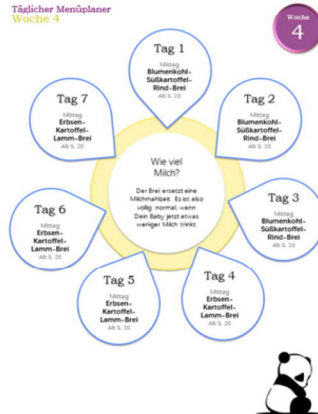 Täglicher Menüplaner
Woche 4
Woche
4
Tag 1
Mittag
Blumenkohl-
Süßkartoffel-
Rind-Brei
Ab S. 20
Tag 2
Mittag
Blumenkohl-
Süßkartoffel-
Rind-Brei
Ab S. 20
Tag 3
Mittag
Blumenkohl-
Süßkartoffel-
Rind-Brei
Ab S. 20
Tag 4
Mittag
Erbsen-
Kartoffel-
Lamm-Brei
Ab S. 20
Tag 5
Mittag
Erbsen-
Kartoffel-
Lamm-Brei
Ab S. 20
Tag 6
Mittag
Erbsen-
Kartoffel-
Lamm-Brei
Ab S. 20
Tag 7
Mittag
Erbsen-
Kartoffel-
Lamm-Brei
Ab S. 20
Wie viel
Milch?
Der Brei ersetzt eine
Milchmahlzeit. Es ist also
völlig normal, wenn
Dein Baby jetzt etwas
weniger Milch trinkt.